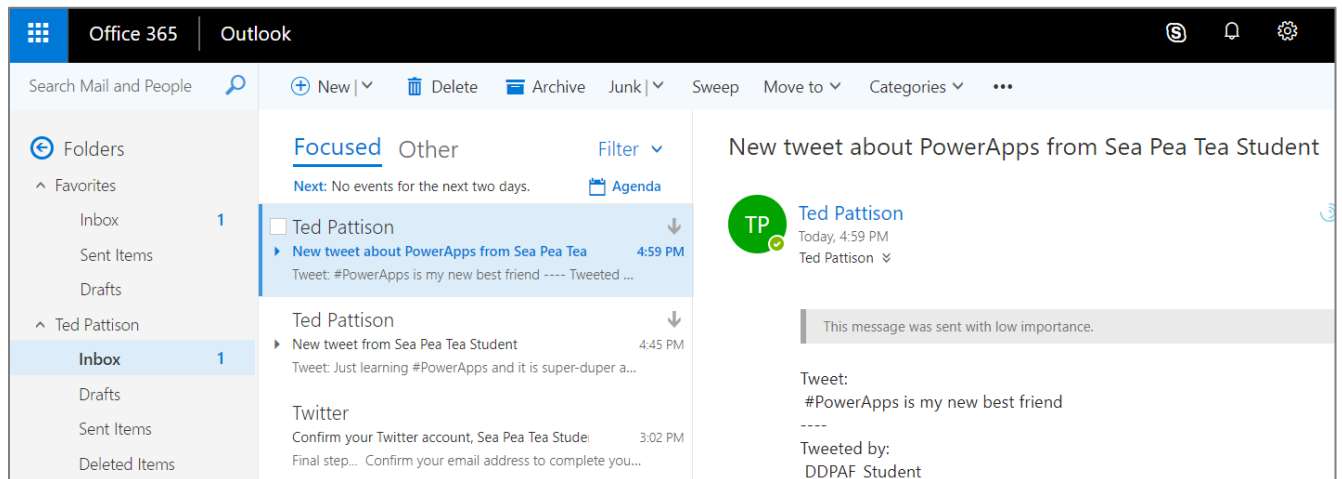 Office 365 Outlook
Search Mail and People
New Delete Archive Junk Sweep Move to Categories •••
Folders
Favorites
Inbox 1
Sent Items
Drafts
Ted Pattison
Inbox 1
Drafts
Sent Items
Deleted Items
Focused Other Filter
Next: No events for the next two days. Agenda
Ted Pattison
New tweet about PowerApps from Sea Pea Tea 4:59 PM
Tweet: #PowerApps is my new best friend ---- Tweeted ...
Ted Pattison
New tweet from Sea Pea Tea Student 4:45 PM
Tweet: Just learning #PowerApps and it is super-duper a...
Twitter
Confirm your Twitter account, Sea Pea Tea Stude 3:02 PM
Final step... Confirm your email address to complete you...
New tweet about PowerApps from Sea Pea Tea Student
TP
Ted Pattison
Today, 4:59 PM
Ted Pattison
This message was sent with low importance.
Tweet:
#PowerApps is my new best friend
----
Tweeted by:
DDPAF_Student